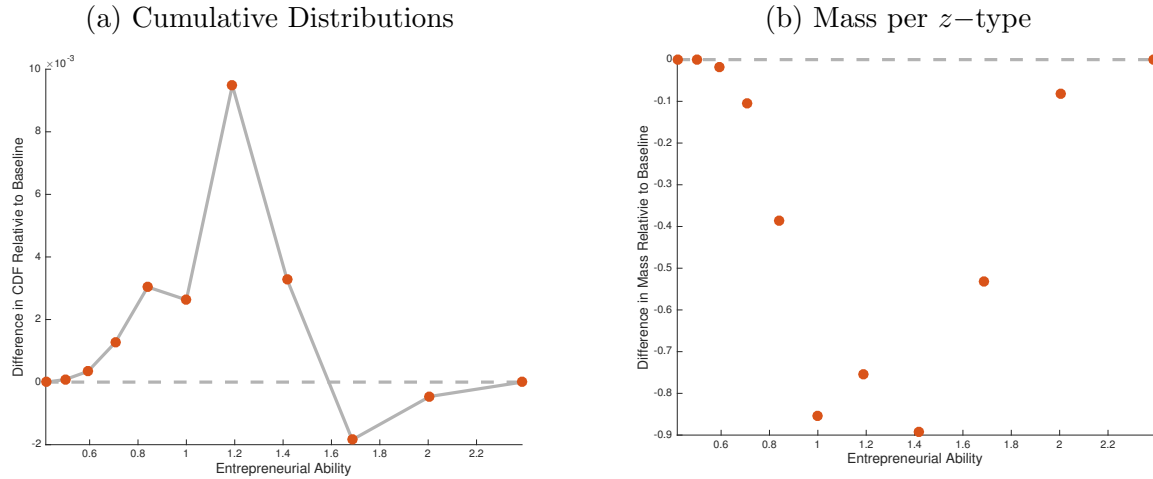 (a) Cumulative Distributions
×10⁻³
10
8
6
4
2
0
-2
0.6 0.8 1 1.2 1.4 1.6 1.8 2 2.2
Difference in CDF Relativie to Baseline
Entrepreneurial Ability
(b) Mass per z−type
0
-0.1
-0.2
-0.3
-0.4
-0.5
-0.6
-0.7
-0.8
-0.9
0.6 0.8 1 1.2 1.4 1.6 1.8 2 2.2
Difference in Mass Relativie to Baseline
Entrepreneurial Ability